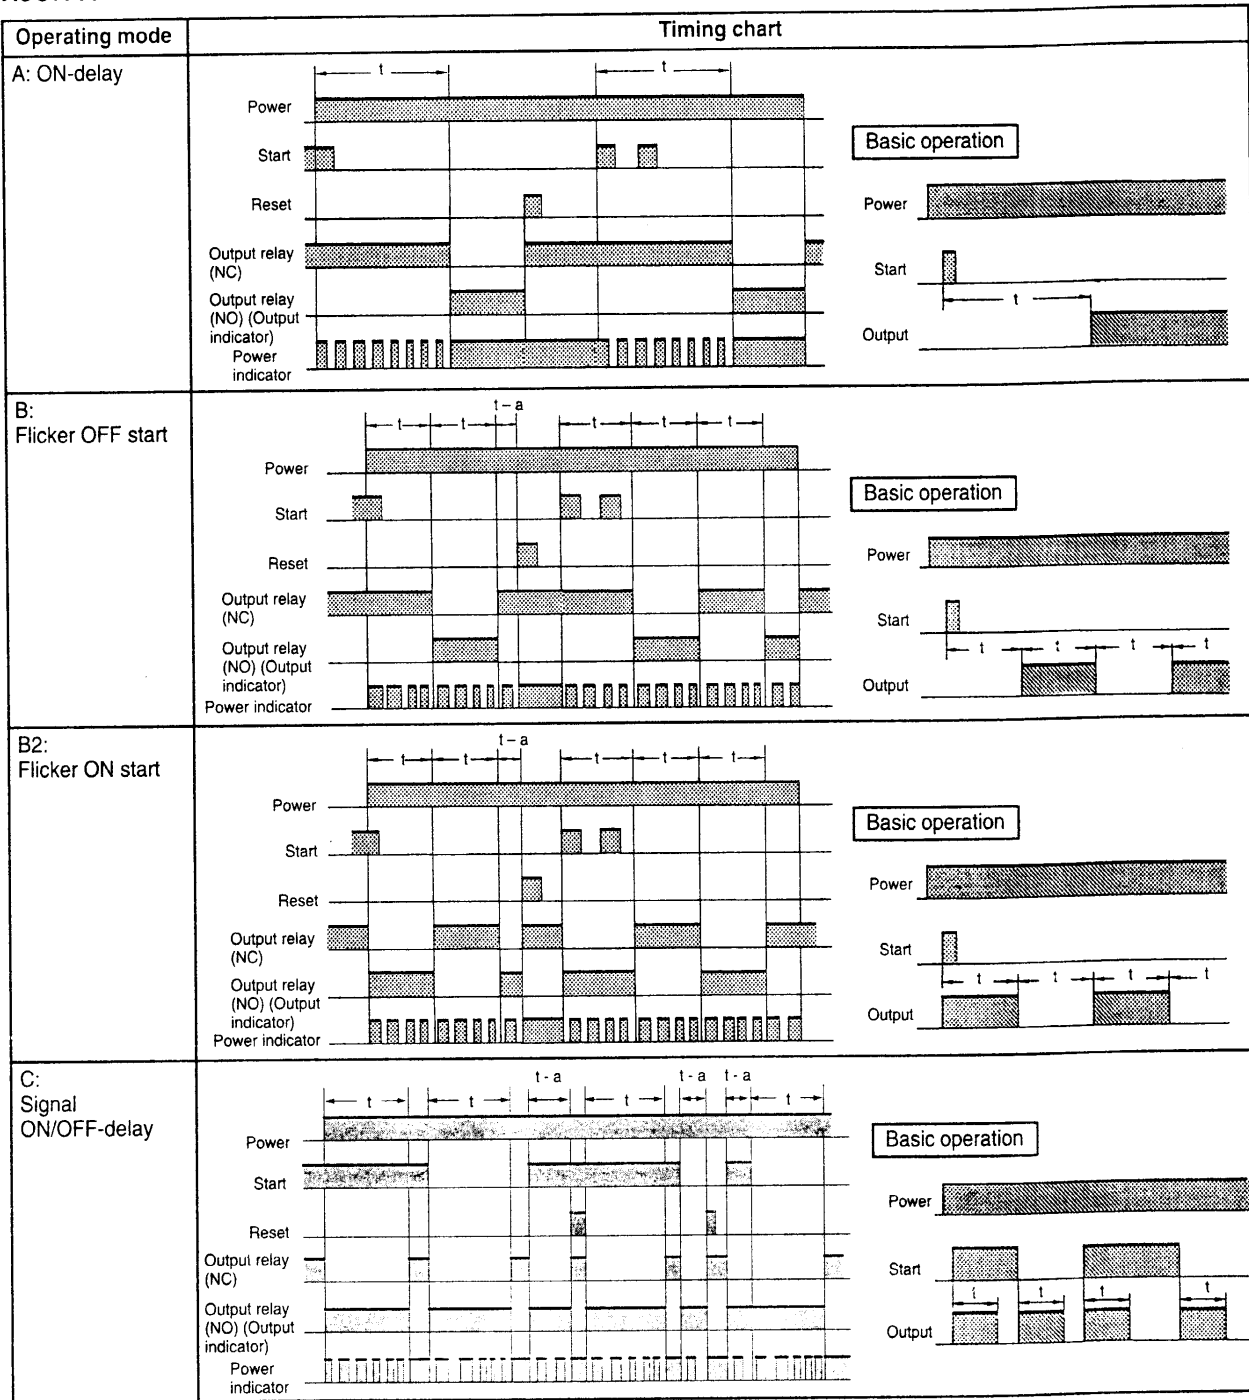 Operating mode
Timing chart
A: ON-delay
t
t
Power
Start
Reset
Output relay
(NC)
Output relay
(NO) (Output
indicator)
Power
indicator
Basic operation
Power
Start
t
Output
B:
Flicker OFF start
t - a
t
t
t
t
t
Power
Start
Reset
Output relay
(NC)
Output relay
(NO) (Output
indicator)
Power indicator
Basic operation
Power
Start
t
t
t
t
Output
B2:
Flicker ON start
t - a
t
t
t
t
t
Power
Start
Reset
Output relay
(NC)
Output relay
(NO) (Output
indicator)
Power indicator
Basic operation
Power
Start
t
t
t
t
Output
C:
Signal
ON/OFF-delay
t - a
t - a
t - a
t
t
t
t
Power
Start
Reset
Output relay
(NC)
Output relay
(NO) (Output
indicator)
Power
indicator
Basic operation
Power
Start
t
t
t
t
Output